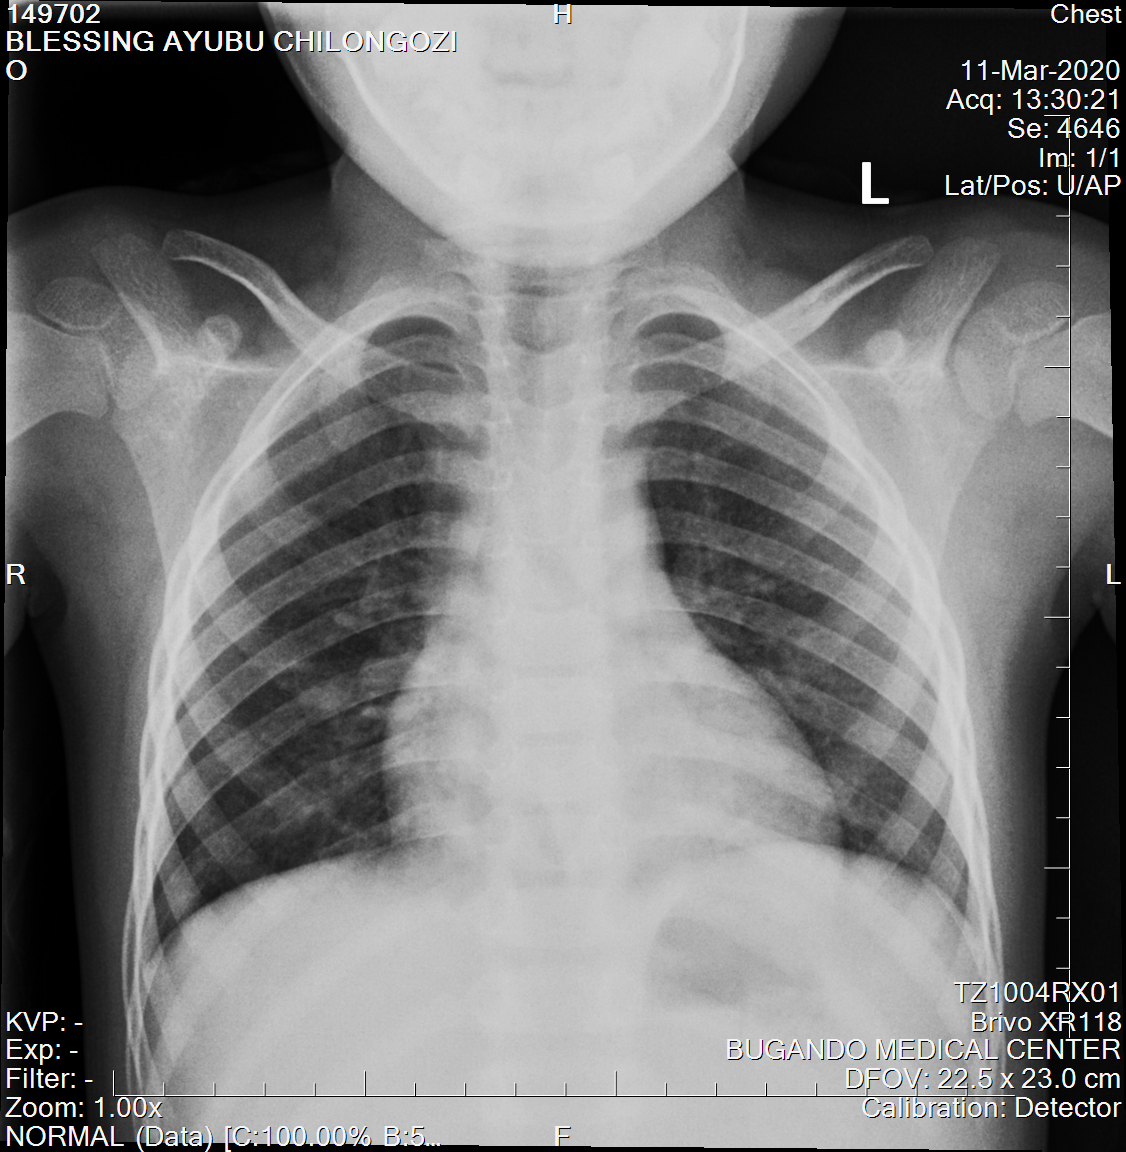 149702
BLESSING AYUBU CHILONGOZI
O
H
Chest
11-Mar-2020
Acq: 13:30:21
Se: 4646
Im: 1/1
Lat/Pos: U/AP
L
R
L
TZ1004RX01
Brivo XR118
BUGANDO MEDICAL CENTER
DFOV: 22.5 x 23.0 cm
Calibration: Detector
KVP: -
Exp: -
Filter: -
Zoom: 1.00x
NORMAL (Data) [C:100.00% B:5...
F